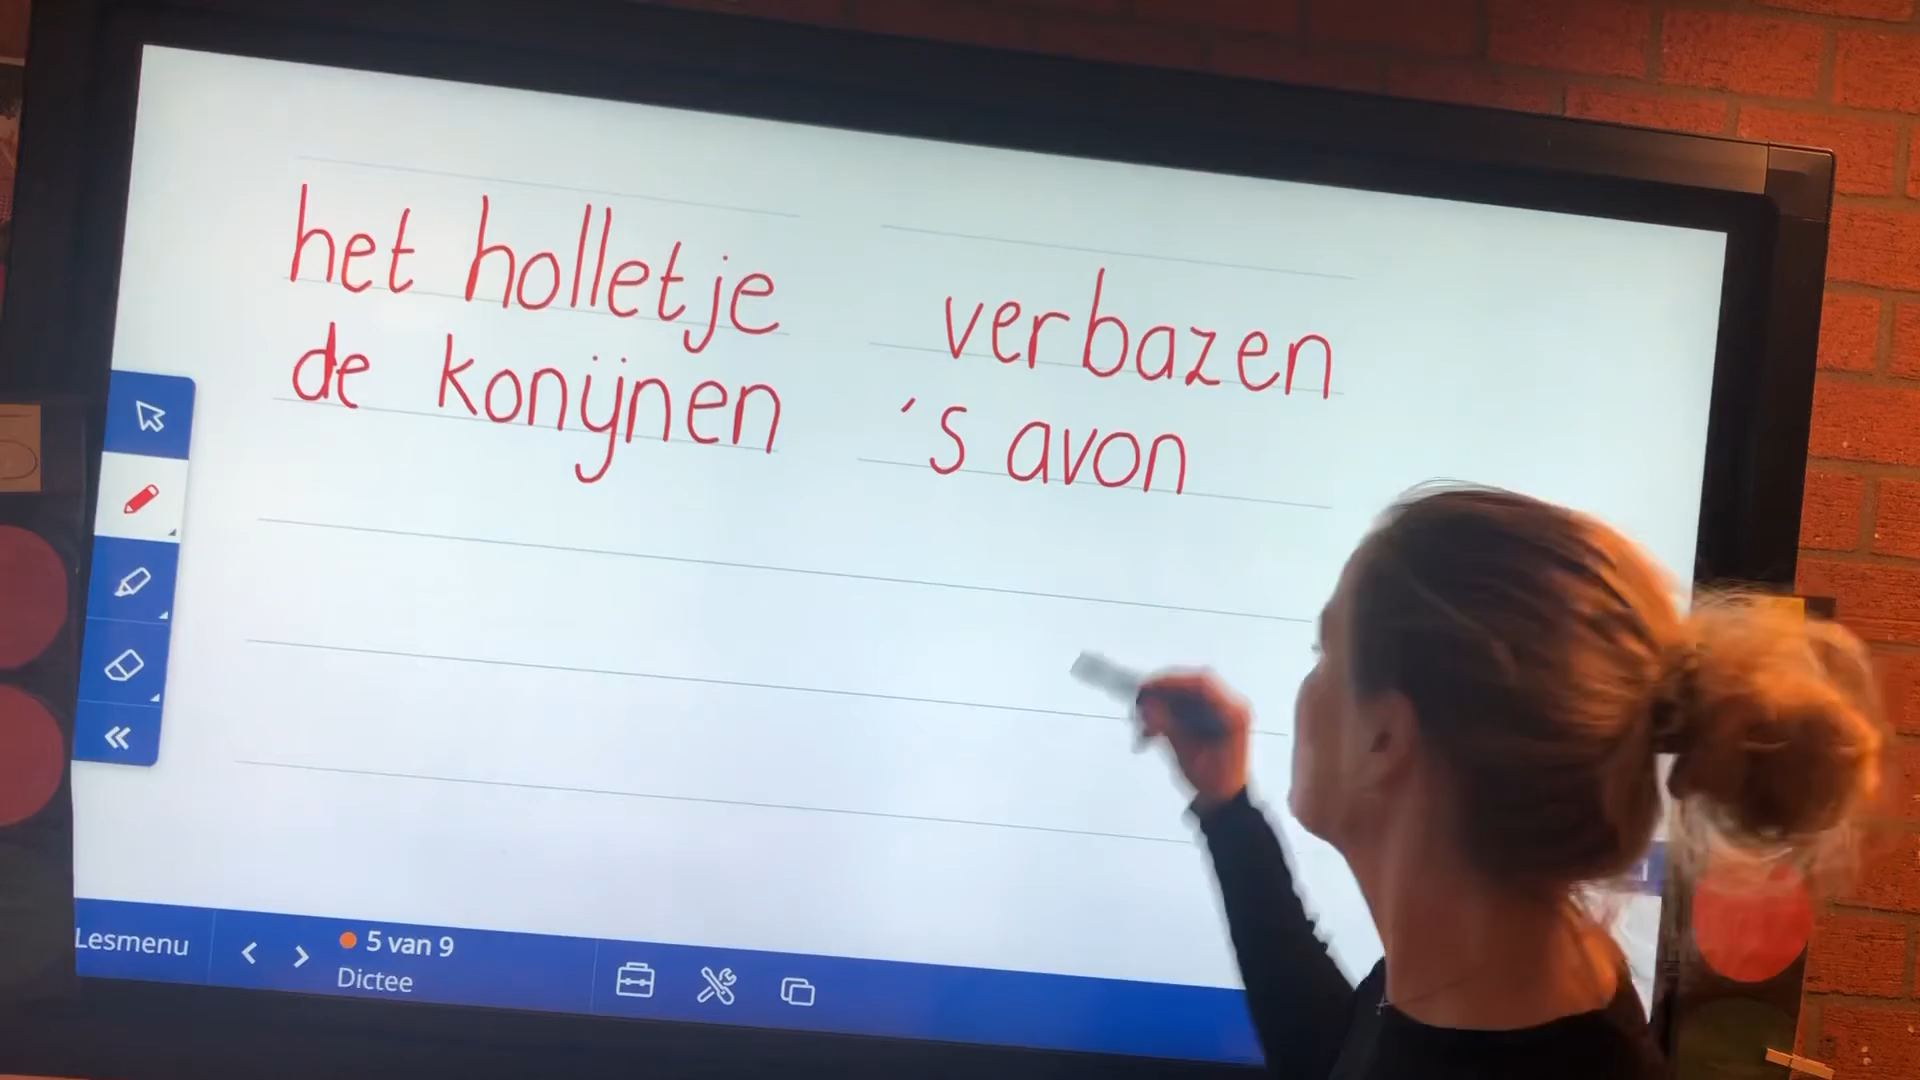 het holletje
de konijnen
verbazen
's avon
Lesmenu
5 van 9
Dictee